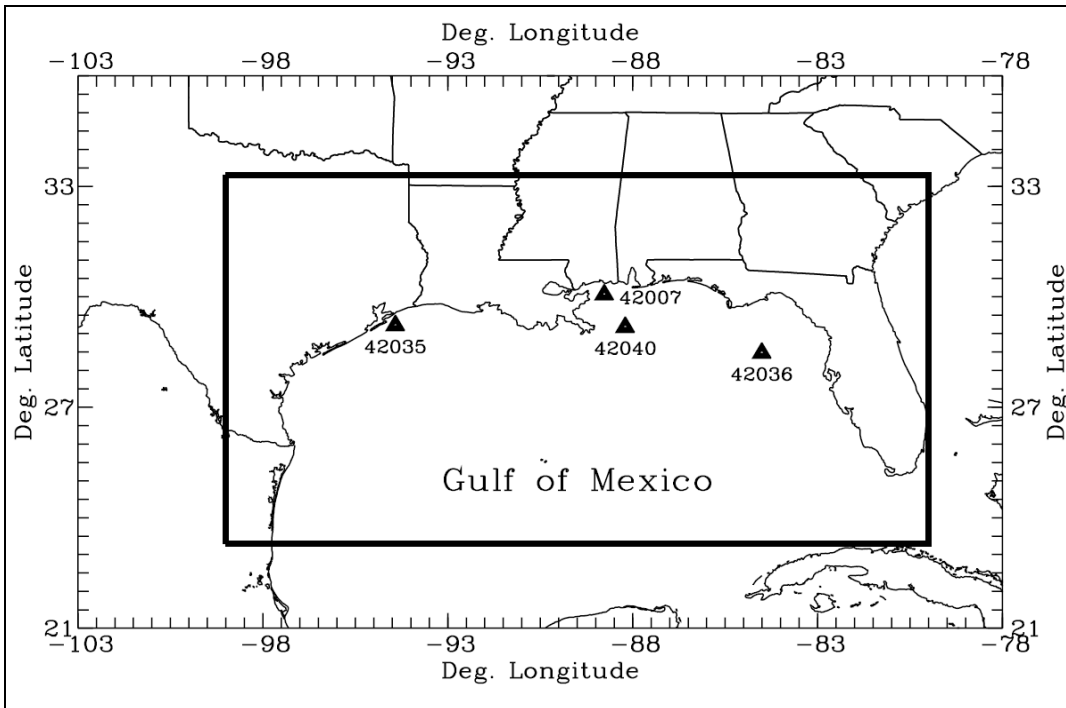 Deg. Longitude
-103 -98 -93 -88 -83 -78
33 33
42007
42035 42040
42036
Deg. Latitude
Deg. Latitude
27 27
Gulf of Mexico
21 21
-103 -98 -93 -88 -83 -78
Deg. Longitude